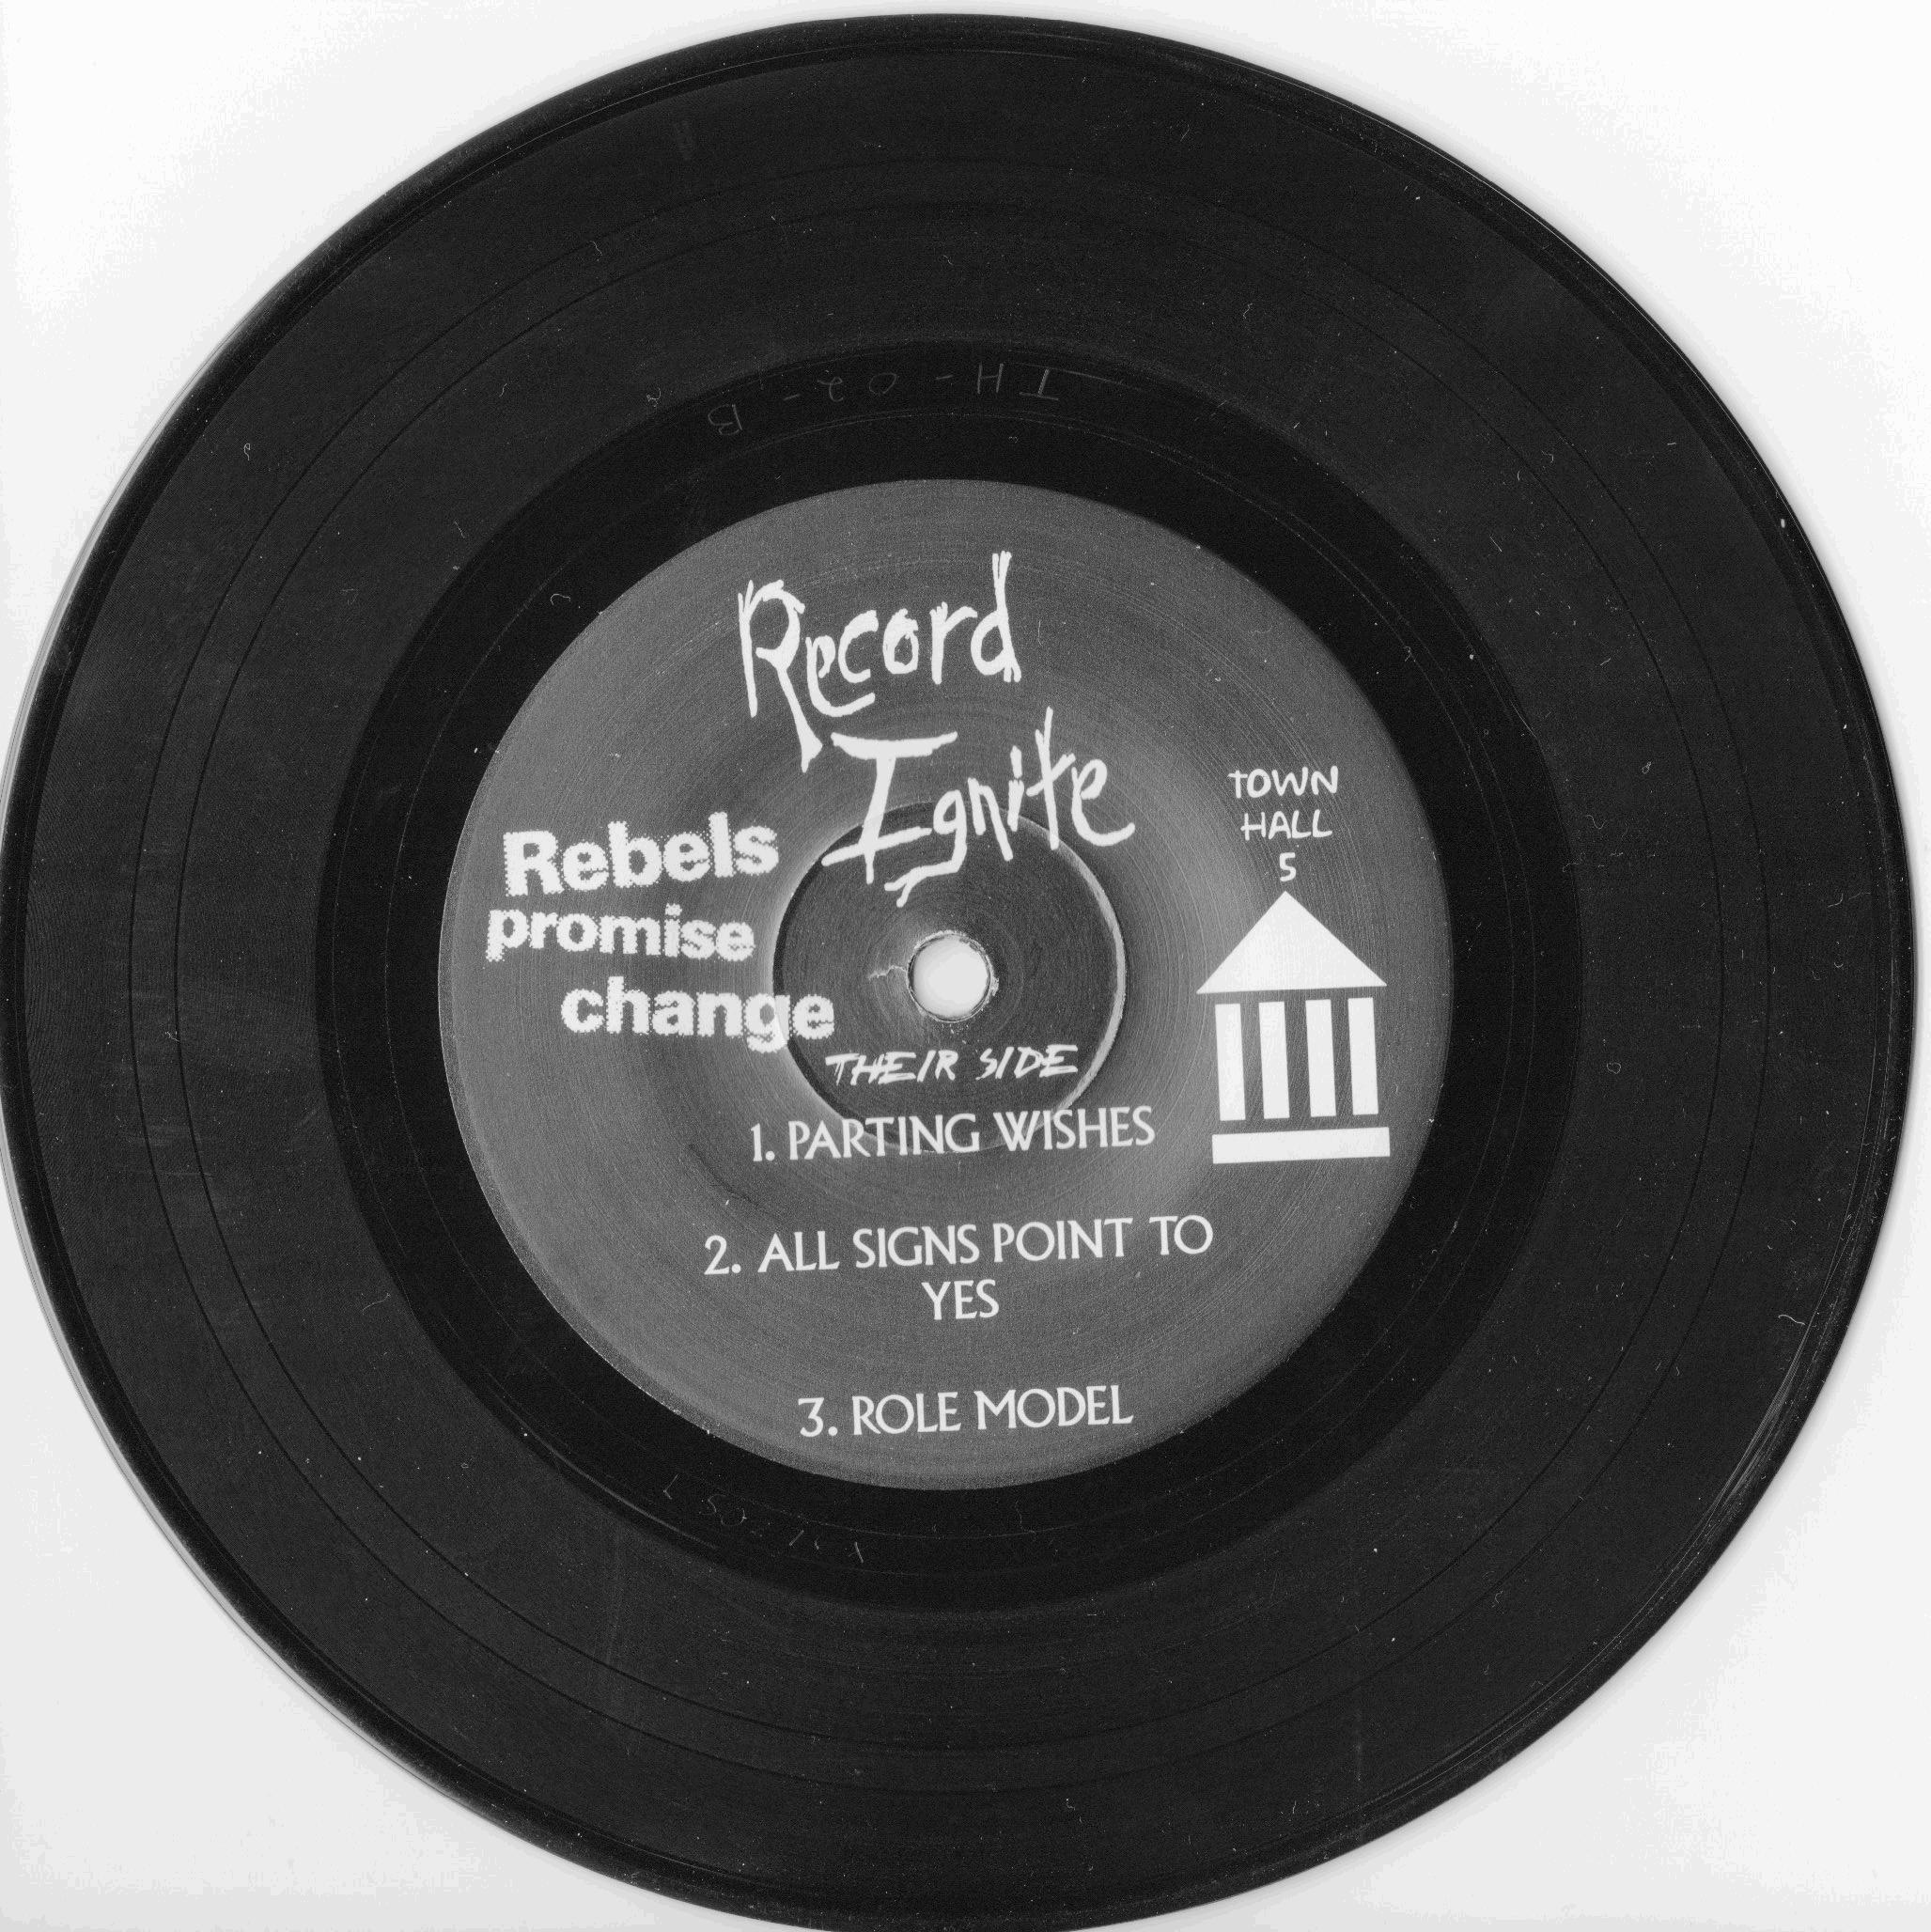 TH-02-B
Record
Ignite
TOWN
HALL
5
Rebels
promise
change
THEIR SIDE
1. PARTING WISHES
2. ALL SIGNS POINT TO
YES
3. ROLE MODEL